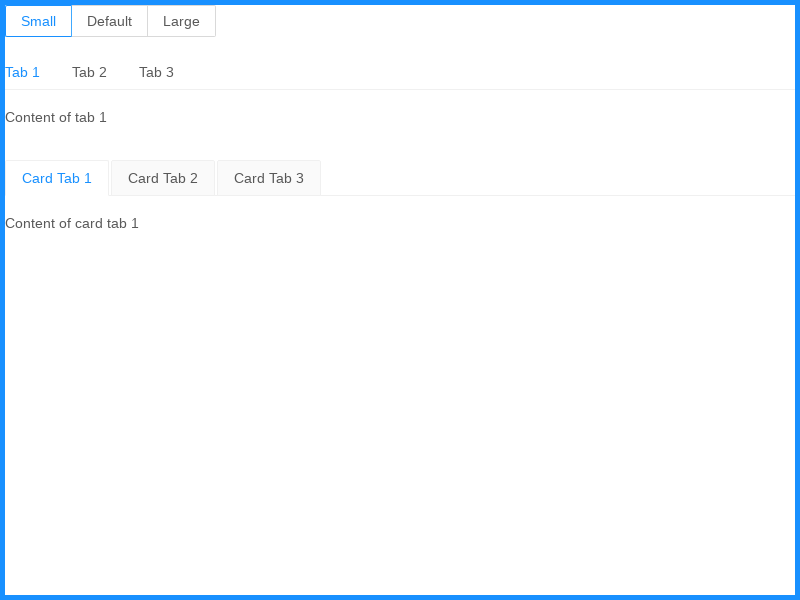 Small Default Large
Tab 1 Tab 2 Tab 3
Content of tab 1
Card Tab 1 Card Tab 2 Card Tab 3
Content of card tab 1